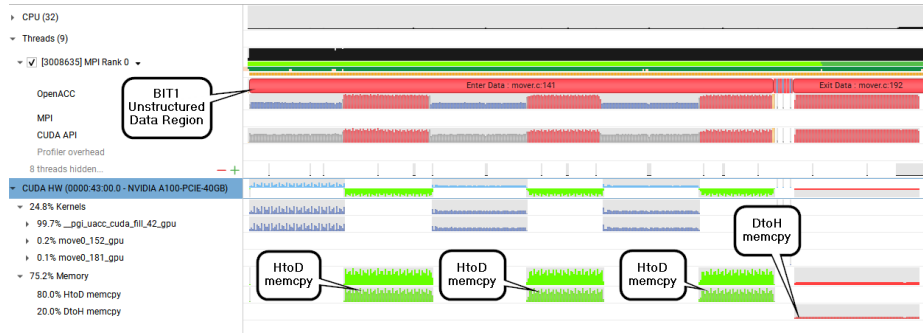 CPU (32)
Threads (9)
[3008635] MPI Rank 0
OpenACC
Enter Data : mover.c:141
Exit Data : mover.c:192
BIT1
Unstructured
Data Region
MPI
CUDA API
Profiler overhead
8 threads hidden...
CUDA HW (0000:43:00.0 - NVIDIA A100-PCIE-40GB)
24.8% Kernels
99.7% __pgi_uacc_cuda_fill_42_gpu
0.2% move0_152_gpu
0.1% move0_181_gpu
DtoH
memcpy
HtoD
memcpy
HtoD
memcpy
HtoD
memcpy
75.2% Memory
80.0% HtoD memcpy
20.0% DtoH memcpy